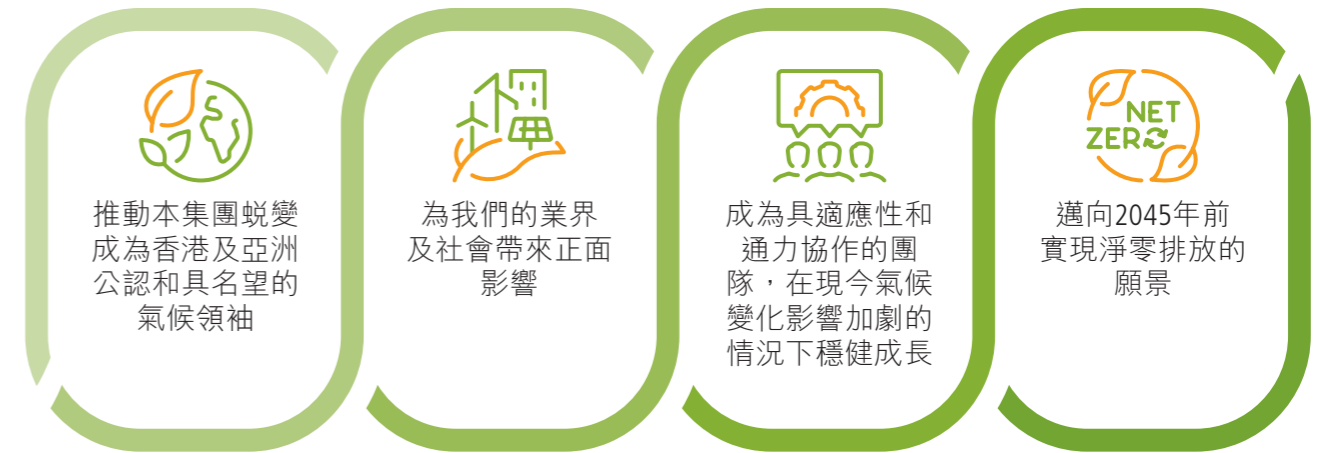 推動本集團蛻變
成為香港及亞洲
公認和具名望的
氣候領袖
為我們的業界
及社會帶來正面
影響
成為具適應性和
通力協作的團
隊，在現今氣候
變化影響加劇的
情況下穩健成長
NET
ZERO
邁向2045年前
實現淨零排放的
願景